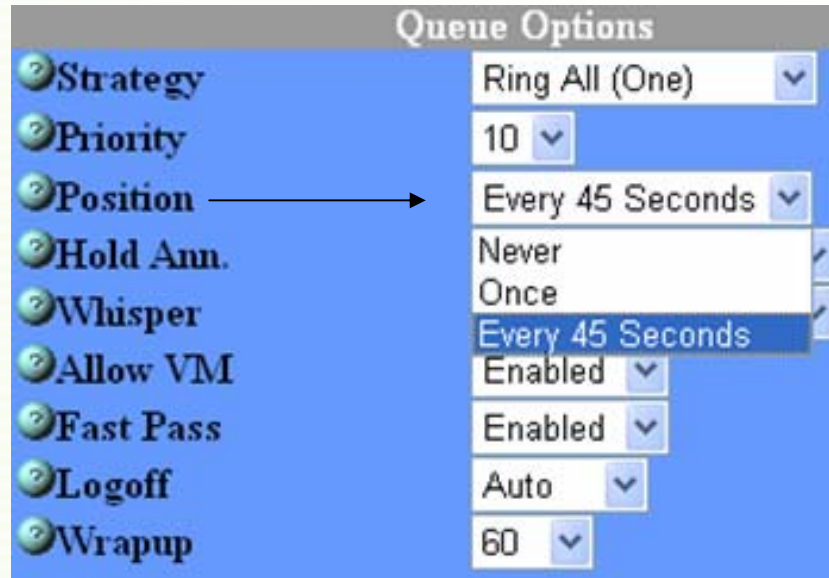 Queue Options
? Strategy Ring All (One)
? Priority 10
? Position Every 45 Seconds
Never
? Hold Ann.
Once
? Whisper
Every 45 Seconds
? Allow VM Enabled
? Fast Pass Enabled
? Logoff Auto
? Wrapup 60